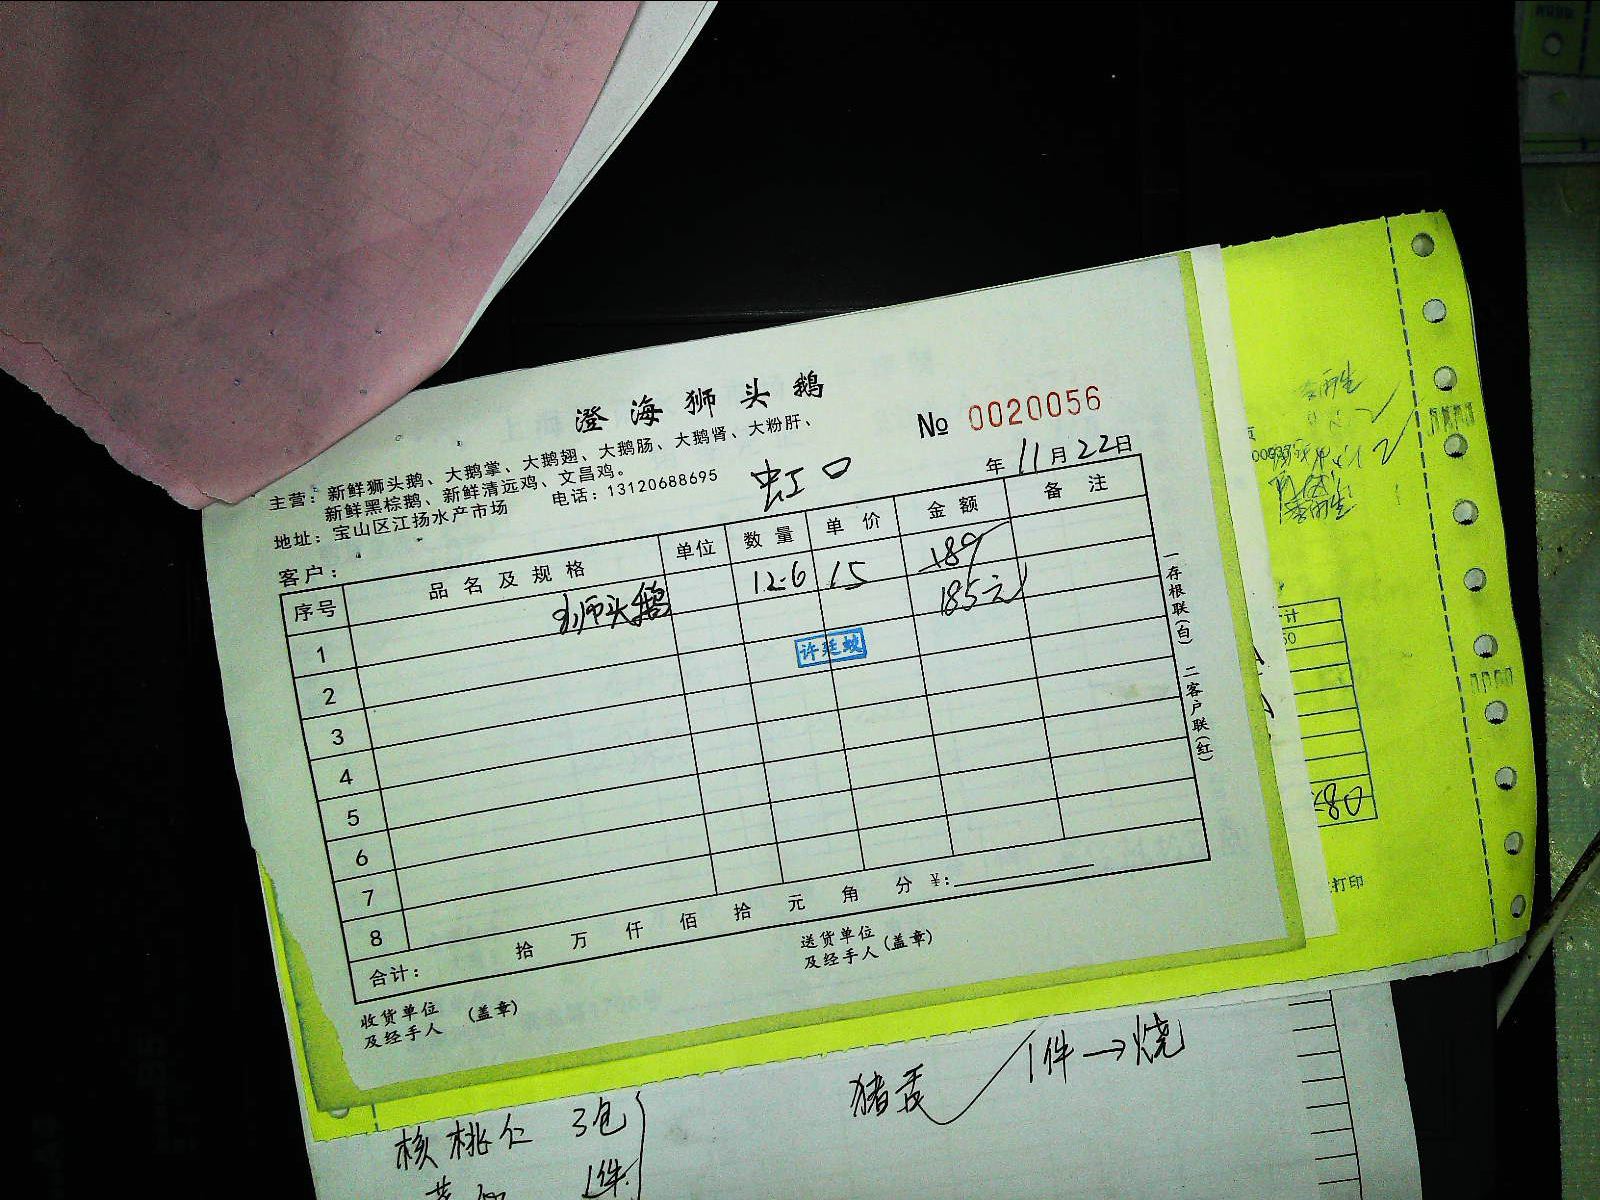 澄海狮头鹅
№ 0020056
主营：新鲜狮头鹅、大鹅掌、大鹅翅、大鹅肠、大鹅肾、大粉肝、
新鲜黑棕鹅、新鲜清远鸡、文昌鸡。
地址：宝山区江扬水产市场 电话：13120688695
虹口
年 11 月 22 日
客户：
序号 品名及规格 单位 数量 单价 金额 备注
1 狮头鹅 12.6 15 189
185元
2
许廷蛟
3
4
5
6
7
8
合计： 拾 万 仟 佰 拾 元 角 分 ¥:
收货单位
及经手人 (盖章)
送货单位
及经手人 (盖章)
一存根联(白) 二客户联(红)
计
打印
猪舌 1件→烧
核桃仁 3包
1件